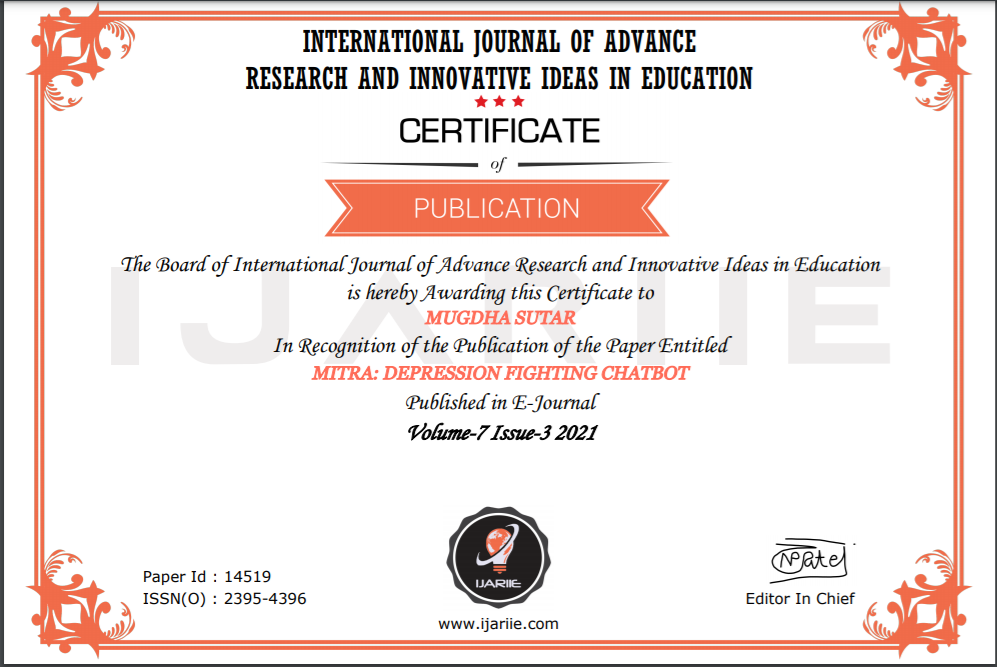 INTERNATIONAL JOURNAL OF ADVANCE
RESEARCH AND INNOVATIVE IDEAS IN EDUCATION
CERTIFICATE
of
PUBLICATION
The Board of International Journal of Advance Research and Innovative Ideas in Education
is hereby Awarding this Certificate to
MUGDHA SUTAR
In Recognition of the Publication of the Paper Entitled
MITRA: DEPRESSION FIGHTING CHATBOT
Published in E-Journal
Volume-7 Issue-3 2021
IJARIIE
IJARIIE
Paper Id : 14519
ISSN(O) : 2395-4396
www.ijariie.com
NPatel
Editor In Chief